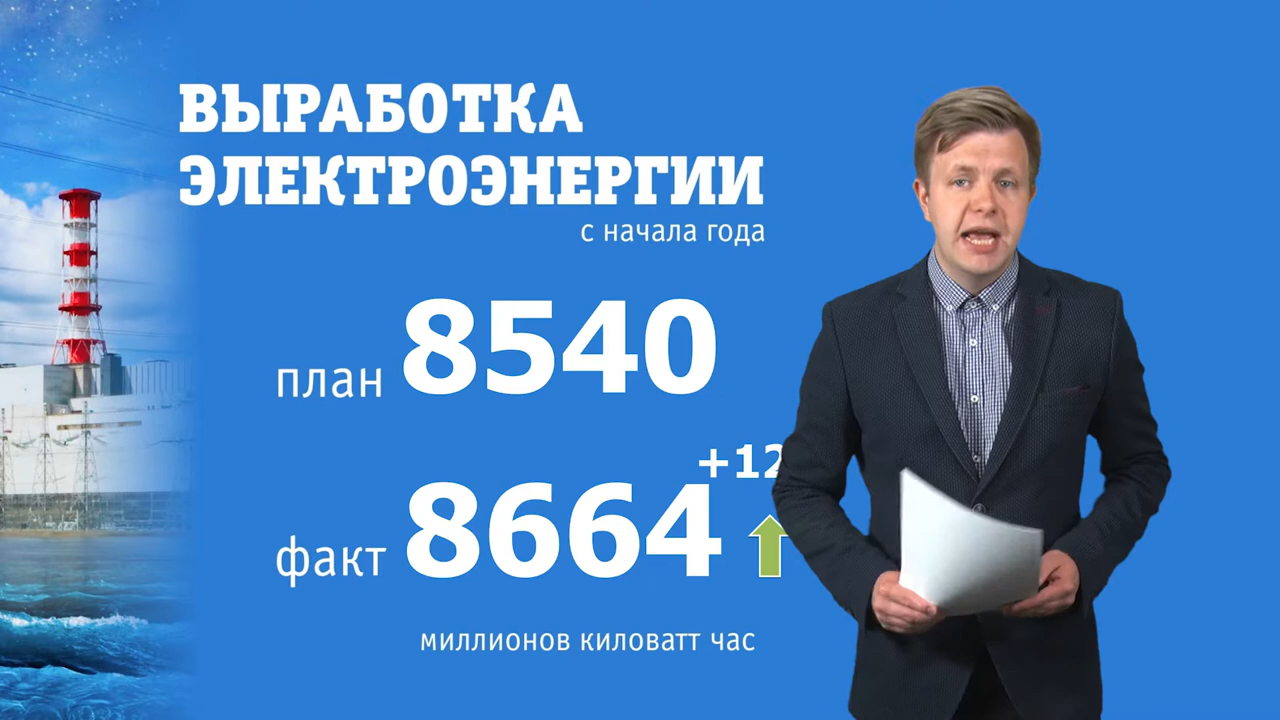 ВЫРАБОТКА
ЭЛЕКТРОЭНЕРГИИ
с начала года
план 8540
+12
факт 8664
миллионов киловатт час